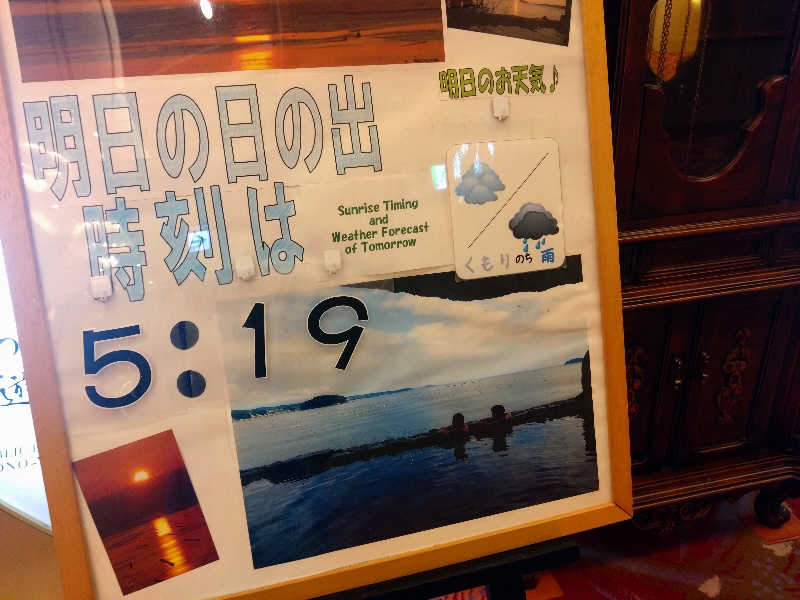 明日のお天気♪
明日の日の出
時刻は
Sunrise Timing
and
Weather Forecast
of Tomorrow
くもり のち 雨
5:19